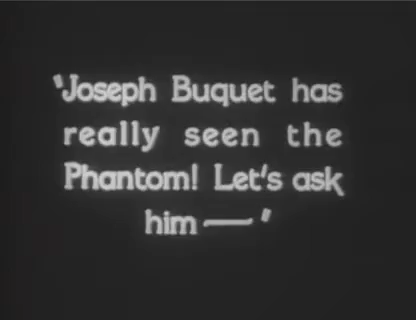 "Joseph Buquet has
really seen the
Phantom! Let's ask
him — "